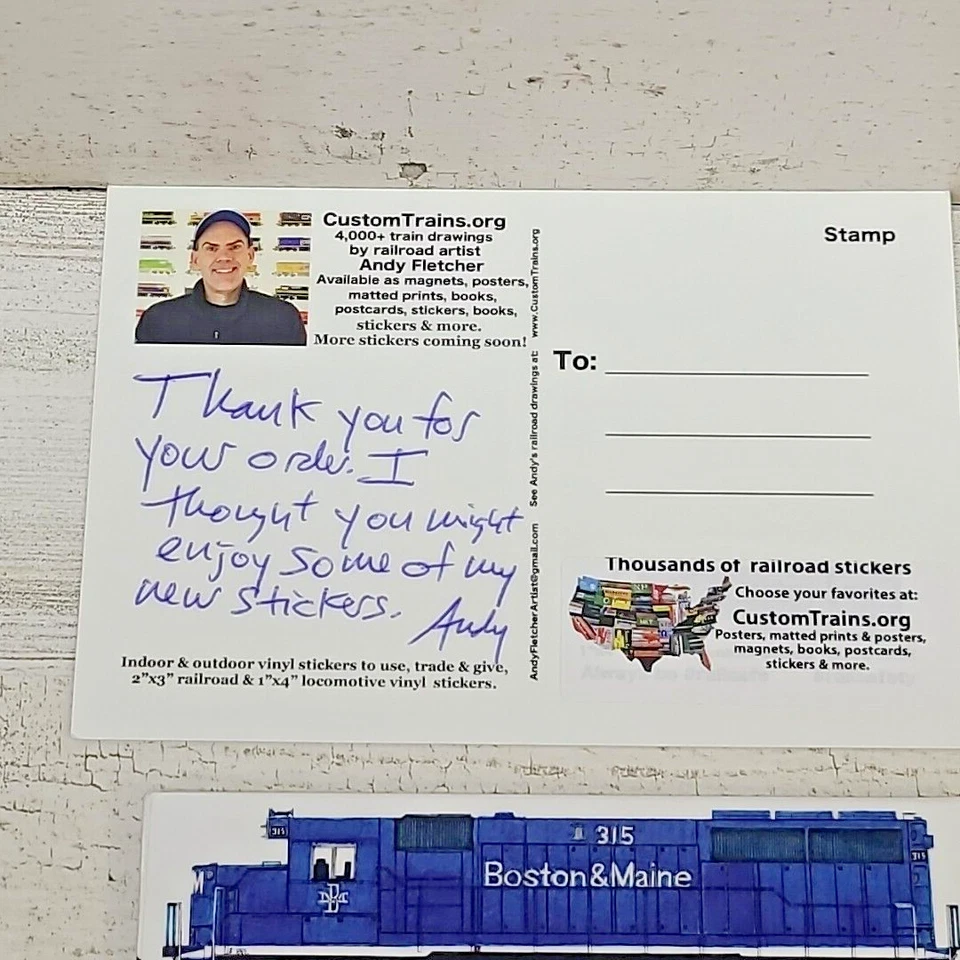 CustomTrains.org
4,000+ train drawings
by railroad artist
Andy Fletcher
Available as magnets, posters,
matted prints, books,
postcards, stickers, books,
stickers & more.
More stickers coming soon!
Thank you for
your order. I
thought you might
enjoy some of my
new stickers. Andy
Indoor & outdoor vinyl stickers to use, trade & give,
2”x3” railroad & 1”x4” locomotive vinyl stickers.
AndyFletcherArtist@gmail.com See Andy's railroad drawings at: www.CustomTrains.org
Stamp
To:
Thousands of railroad stickers
Choose your favorites at:
CustomTrains.org
Posters, matted prints & posters,
magnets, books, postcards,
stickers & more.
315
315
315
Boston&Maine
M
BM